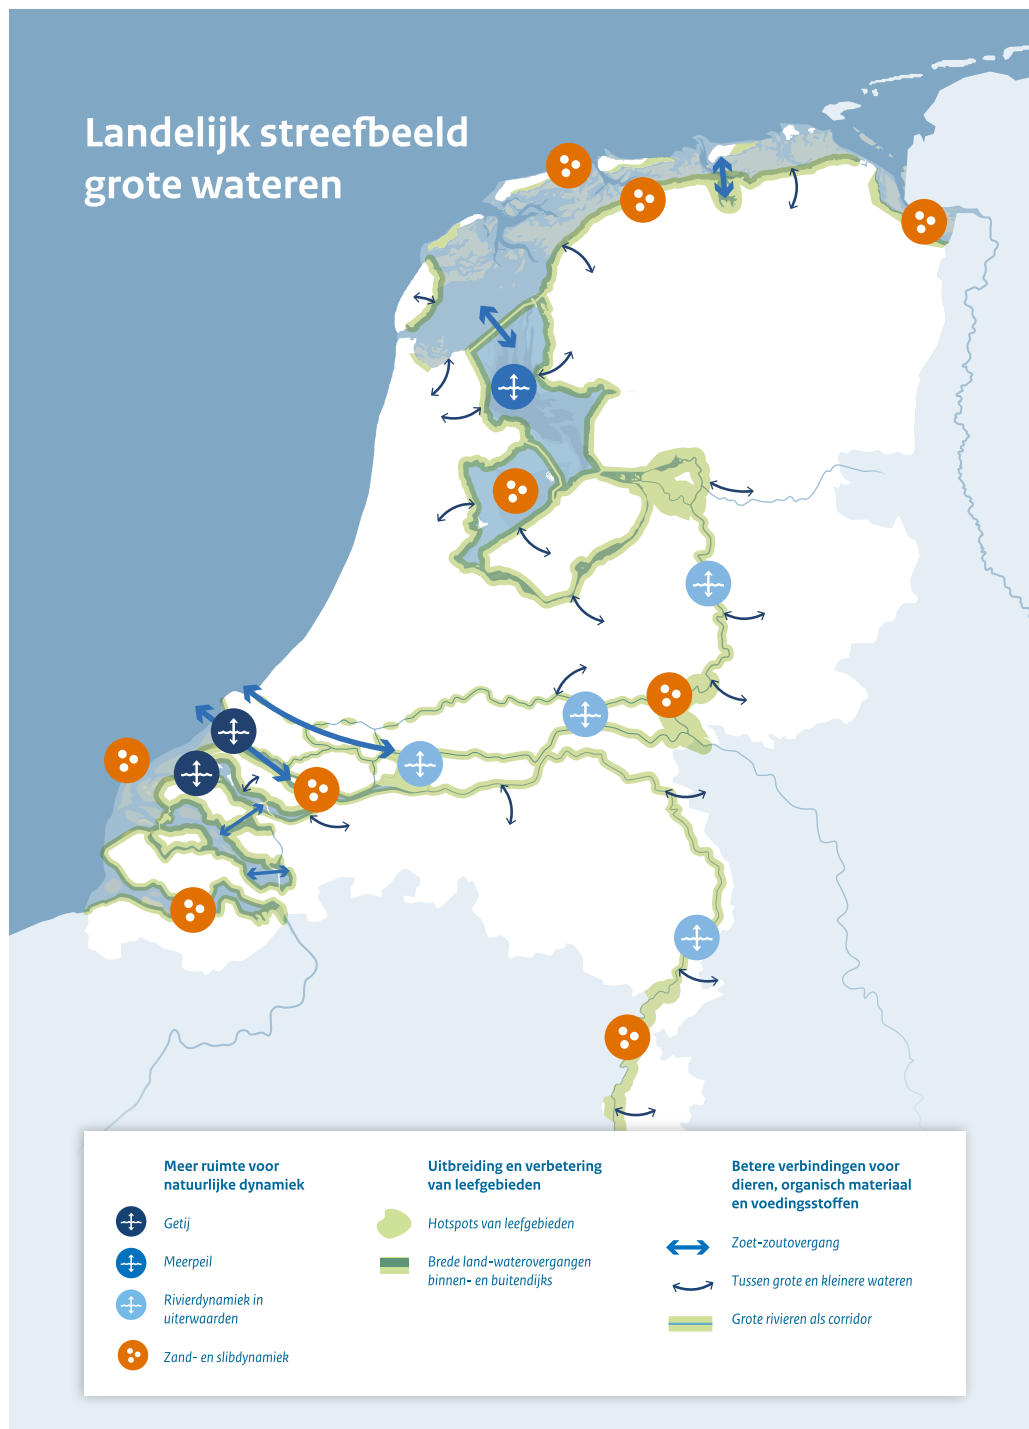 Landelijk streefbeeld
grote wateren
Meer ruimte voor
natuurlijke dynamiek
Getij
Meerpeil
Rivierdynamiek in
uiterwaarden
Zand- en slibdynamiek
Uitbreiding en verbetering
van leefgebieden
Hotspots van leefgebieden
Brede land-waterovergangen
binnen- en buitendijks
Betere verbindingen voor
dieren, organisch materiaal
en voedingsstoffen
Zoet-zoutovergang
Tussen grote en kleinere wateren
Grote rivieren als corridor